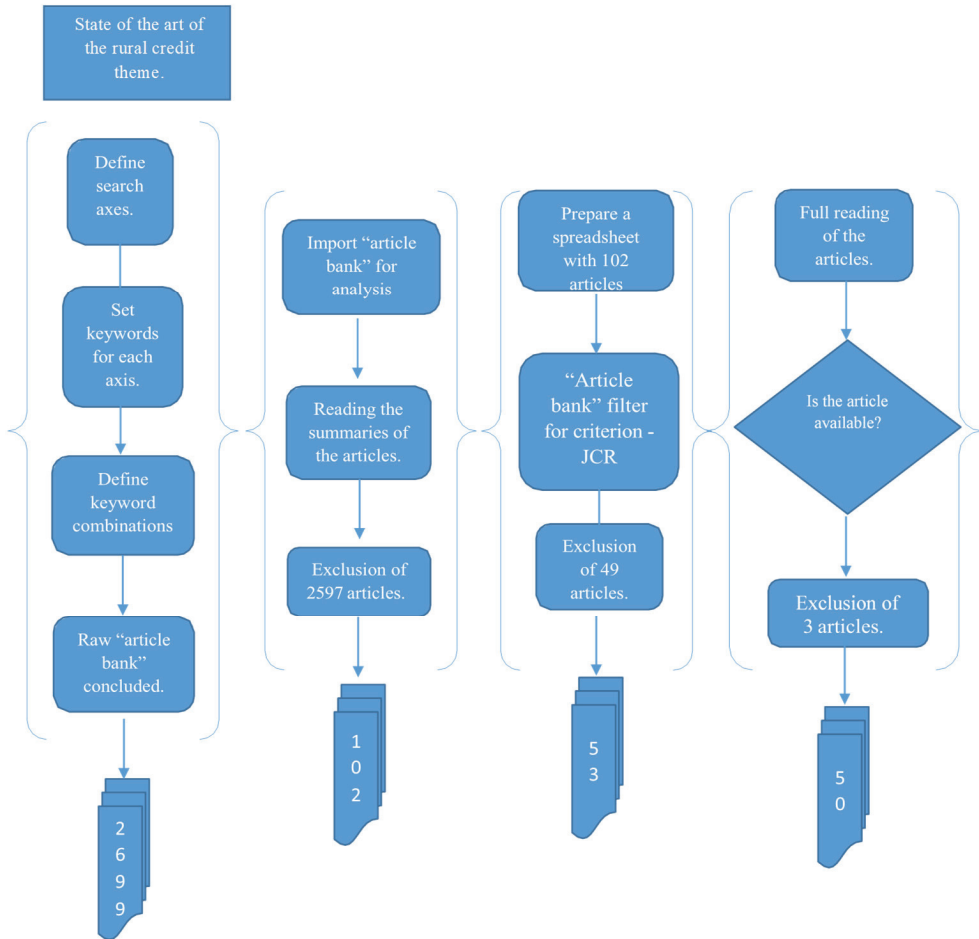 State of the art of
the rural credit
theme.
Define
search
axes.
Set
keywords
for each
axis.
Define
keyword
combinations
Raw “article
bank”
concluded.
2
6
9
9
Import “article
bank” for
analysis
Reading the
summaries of
the articles.
Exclusion of
2597 articles.
1
0
2
Prepare a
spreadsheet
with 102
articles
“Article
bank” filter
for criterion -
JCR
Exclusion
of 49
articles.
5
3
Full reading
of the
articles.
Is the article
available?
Exclusion of
3 articles.
5
0